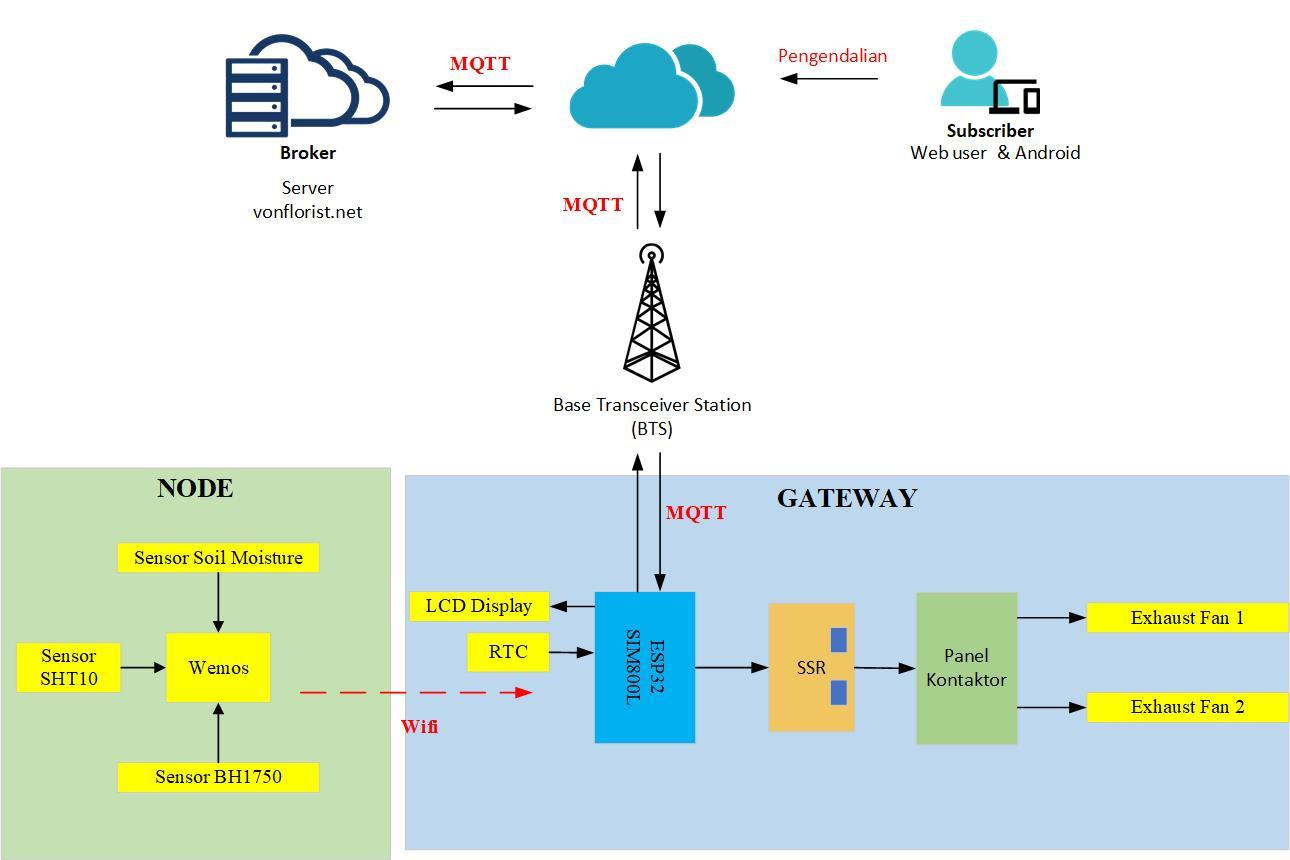 MQTT
Pengendalian
Broker
Server
vonflorist.net
Subscriber
Web user & Android
MQTT
Base Transceiver Station
(BTS)
NODE
Sensor Soil Moisture
Sensor
SHT10
Wemos
Sensor BH1750
Wifi
GATEWAY
MQTT
LCD Display
RTC
ESP32
SIM800L
SSR
Panel
Kontaktor
Exhaust Fan 1
Exhaust Fan 2